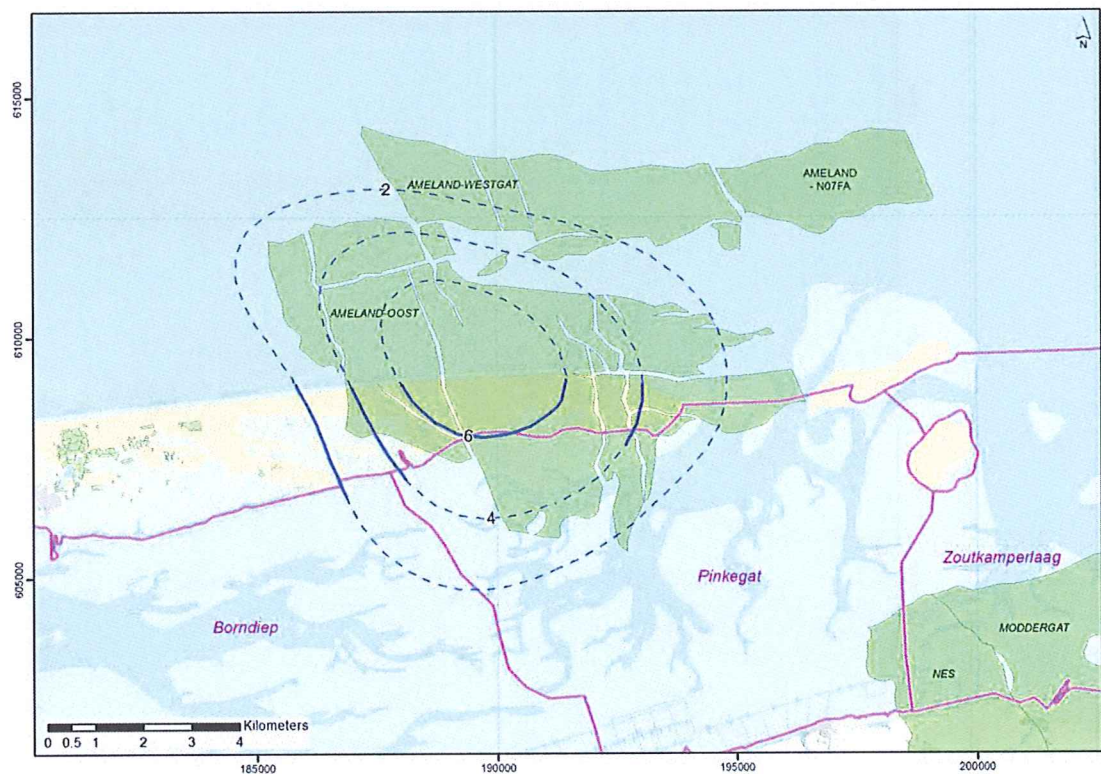 N
615000
2
AMELAND-WESTGAT
AMELAND
- N07FA
AMELAND-OOST
610000
6
4
Pinkegat
Zoutkamperlaag
605000
Borndiep
MODDERGAT
NES
Kilometers
0 0.5 1 2 3 4
185000 190000 195000 200000